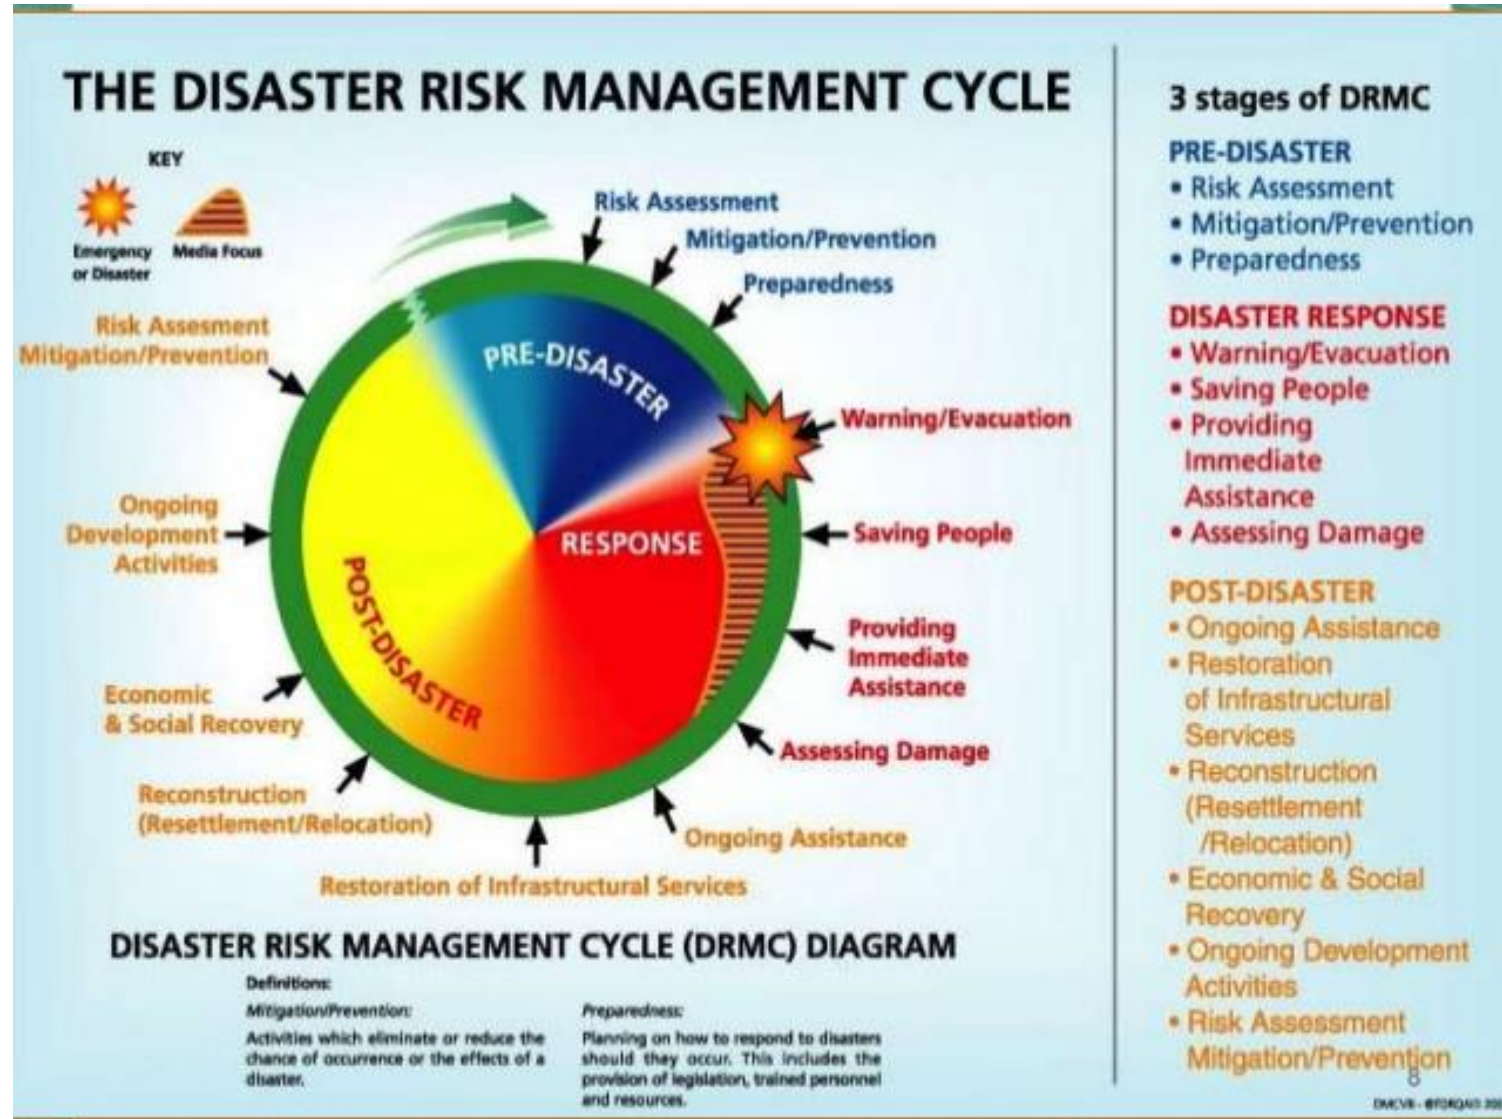 THE DISASTER RISK MANAGEMENT CYCLE
KEY
Emergency
or Disaster
Media Focus
Risk Assessment
Mitigation/Prevention
Preparedness
Warning/Evacuation
Saving People
Providing
Immediate
Assistance
Assessing Damage
Ongoing Assistance
Restoration of Infrastructural Services
Reconstruction
(Resettlement/Relocation)
Economic
& Social Recovery
Ongoing
Development
Activities
Risk Assesment
Mitigation/Prevention
PRE-DISASTER
RESPONSE
POST-DISASTER
DISASTER RISK MANAGEMENT CYCLE (DRMC) DIAGRAM
Definitions:
Mitigation/Prevention:
Activities which eliminate or reduce the
chance of occurrence or the effects of a
disaster.
Preparedness:
Planning on how to respond to disasters
should they occur. This includes the
provision of legislation, trained personnel
and resources.
3 stages of DRMC
PRE-DISASTER
• Risk Assessment
• Mitigation/Prevention
• Preparedness
DISASTER RESPONSE
• Warning/Evacuation
• Saving People
• Providing
Immediate
Assistance
• Assessing Damage
POST-DISASTER
• Ongoing Assistance
• Restoration
of Infrastructural
Services
• Reconstruction
(Resettlement
/Relocation)
• Economic & Social
Recovery
• Ongoing Development
Activities
• Risk Assessment
Mitigation/Prevention
8